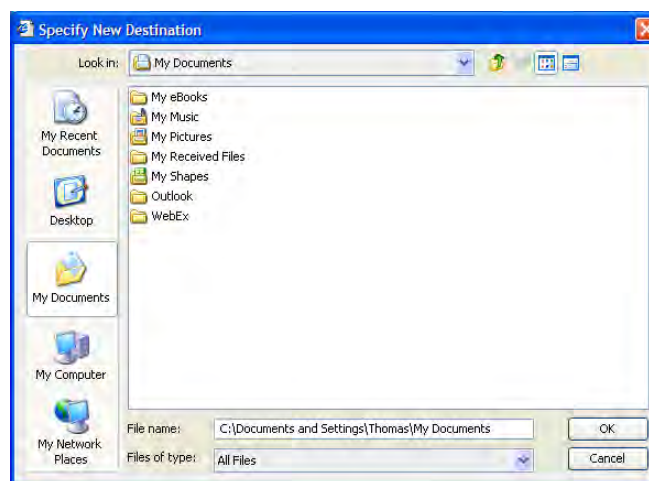 Specify New Destination
Look in: My Documents
My Recent
Documents
Desktop
My Documents
My Computer
My Network
Places
My eBooks
My Music
My Pictures
My Received Files
My Shapes
Outlook
WebEx
File name: C:\Documents and Settings\Thomas\My Documents OK
Files of type: All Files Cancel